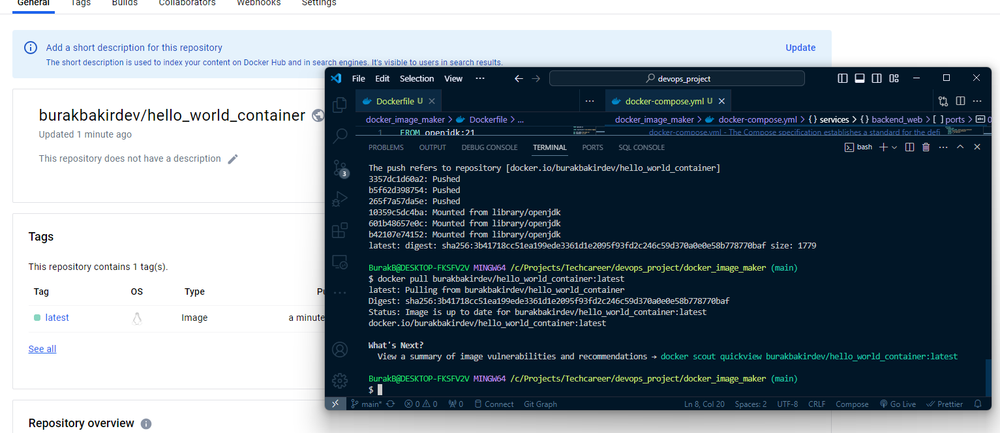 General Tags Builds Collaborators Webhooks Settings
Add a short description for this repository
Update
The short description is used to index your content on Docker Hub and in search engines. It's visible to users in search results.
burakbakirdev/hello_world_container
Updated 1 minute ago
This repository does not have a description
Tags
This repository contains 1 tag(s).
Tag OS Type
latest Image a minute
See all
Repository overview
File Edit Selection View ...
devops_project
Dockerfile U
docker-compose.yml U
docker_image_maker > Dockerfile > ...
docker_image_maker > docker-compose.yml > {} services > {} backend_web > [ ] ports >
1 FROM openjdk:21
docker-compose.yml - The Compose specification establishes a standard for the defi
PROBLEMS OUTPUT DEBUG CONSOLE TERMINAL PORTS SQL CONSOLE
bash
3
The push refers to repository [docker.io/burakbakirdev/hello_world_container]
3357dc1d60a2: Pushed
b5f62d398754: Pushed
265f7a57da5e: Pushed
10359c5dc4ba: Mounted from library/openjdk
601b48657e0c: Mounted from library/openjdk
b42107e74152: Mounted from library/openjdk
latest: digest: sha256:3b41718cc51ea199ede3361d1e2095f93fd2c246c59d370a0e0e58b778770baf size: 1779
BurakB@DESKTOP-FKSFV2V MINGW64 /c/Projects/Techcareer/devops_project/docker_image_maker (main)
$ docker pull burakbakirdev/hello_world_container:latest
latest: Pulling from burakbakirdev/hello_world_container
Digest: sha256:3b41718cc51ea199ede3361d1e2095f93fd2c246c59d370a0e0e58b778770baf
Status: Image is up to date for burakbakirdev/hello_world_container:latest
docker.io/burakbakirdev/hello_world_container:latest
What's Next?
View a summary of image vulnerabilities and recommendations → docker scout quickview burakbakirdev/hello_world_container:latest
BurakB@DESKTOP-FKSFV2V MINGW64 /c/Projects/Techcareer/devops_project/docker_image_maker (main)
$
main* 0 0 0 Connect Git Graph Ln 8, Col 20 Spaces: 2 UTF-8 CRLF Compose Go Live Prettier